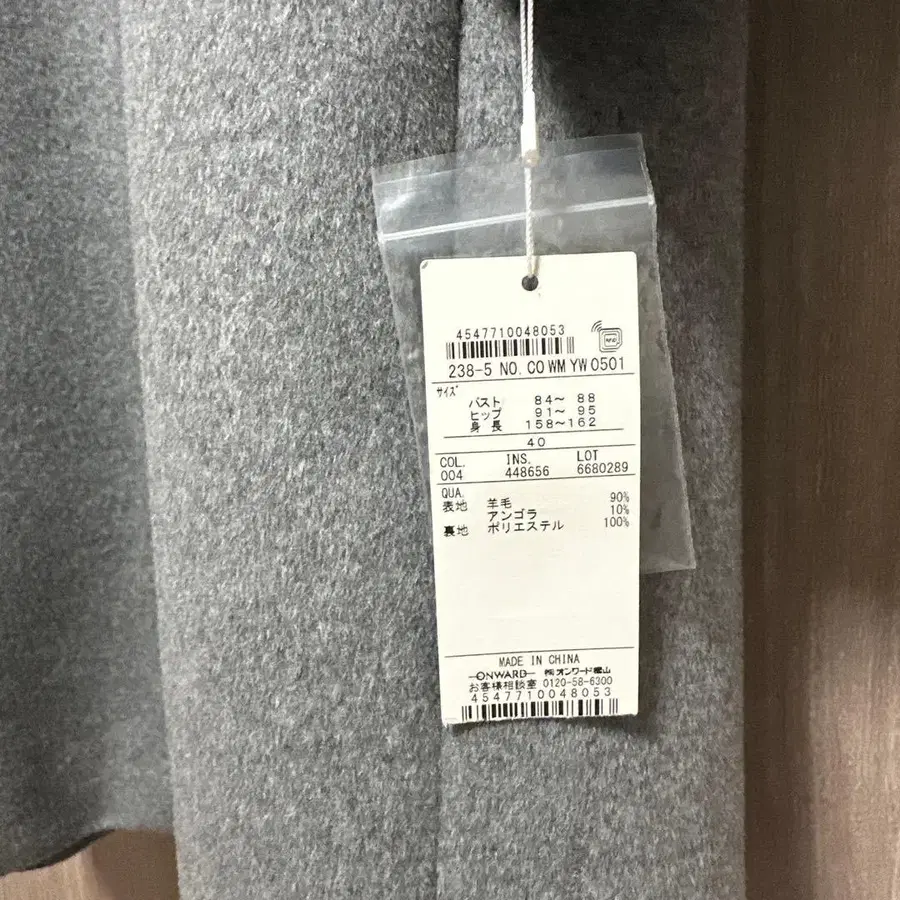 4547710048053
RFID
238-5 NO. CO WM YW 0501
サイズ
バスト 84～ 88
ヒップ 91～ 95
身 長 158～162
40
COL. INS. LOT
004 448656 6680289
QUA.
表地 羊毛 90%
アンゴラ 10%
裏地 ポリエステル 100%
MADE IN CHINA
ONWARD ㈱オンワード樫山
お客様相談室 0120-58-6300
4547710048053